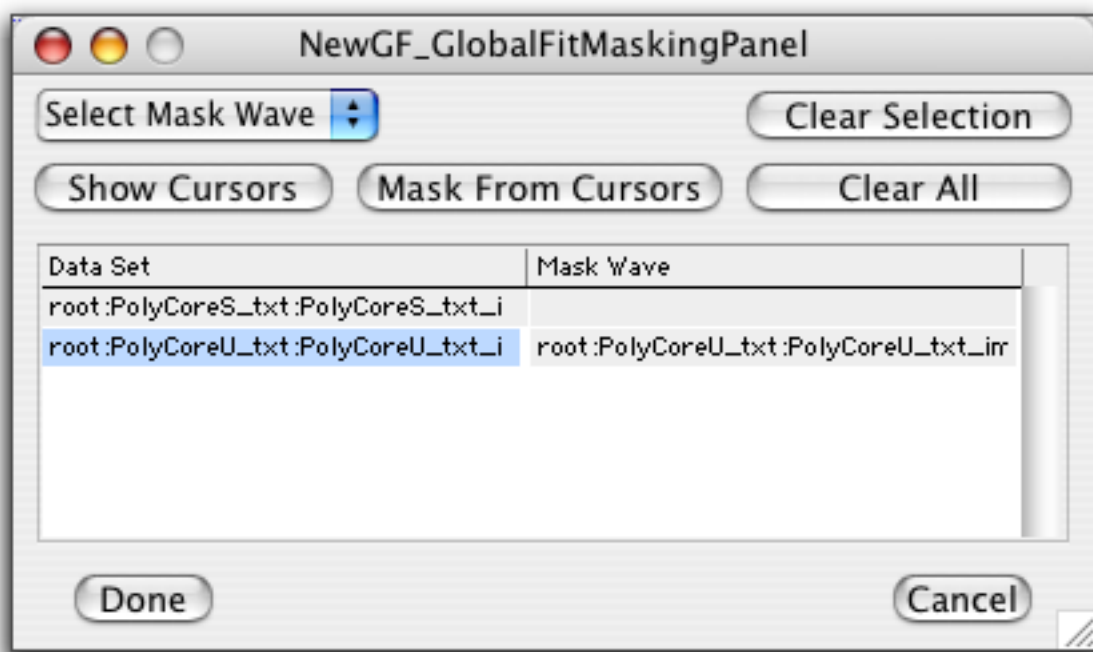 NewGF_GlobalFitMaskingPanel
Select Mask Wave Clear Selection
Show Cursors Mask From Cursors Clear All
Data Set Mask Wave
root:PolyCoreS_txt:PolyCoreS_txt_i
root:PolyCoreU_txt:PolyCoreU_txt_i root:PolyCoreU_txt:PolyCoreU_txt_im
Done Cancel